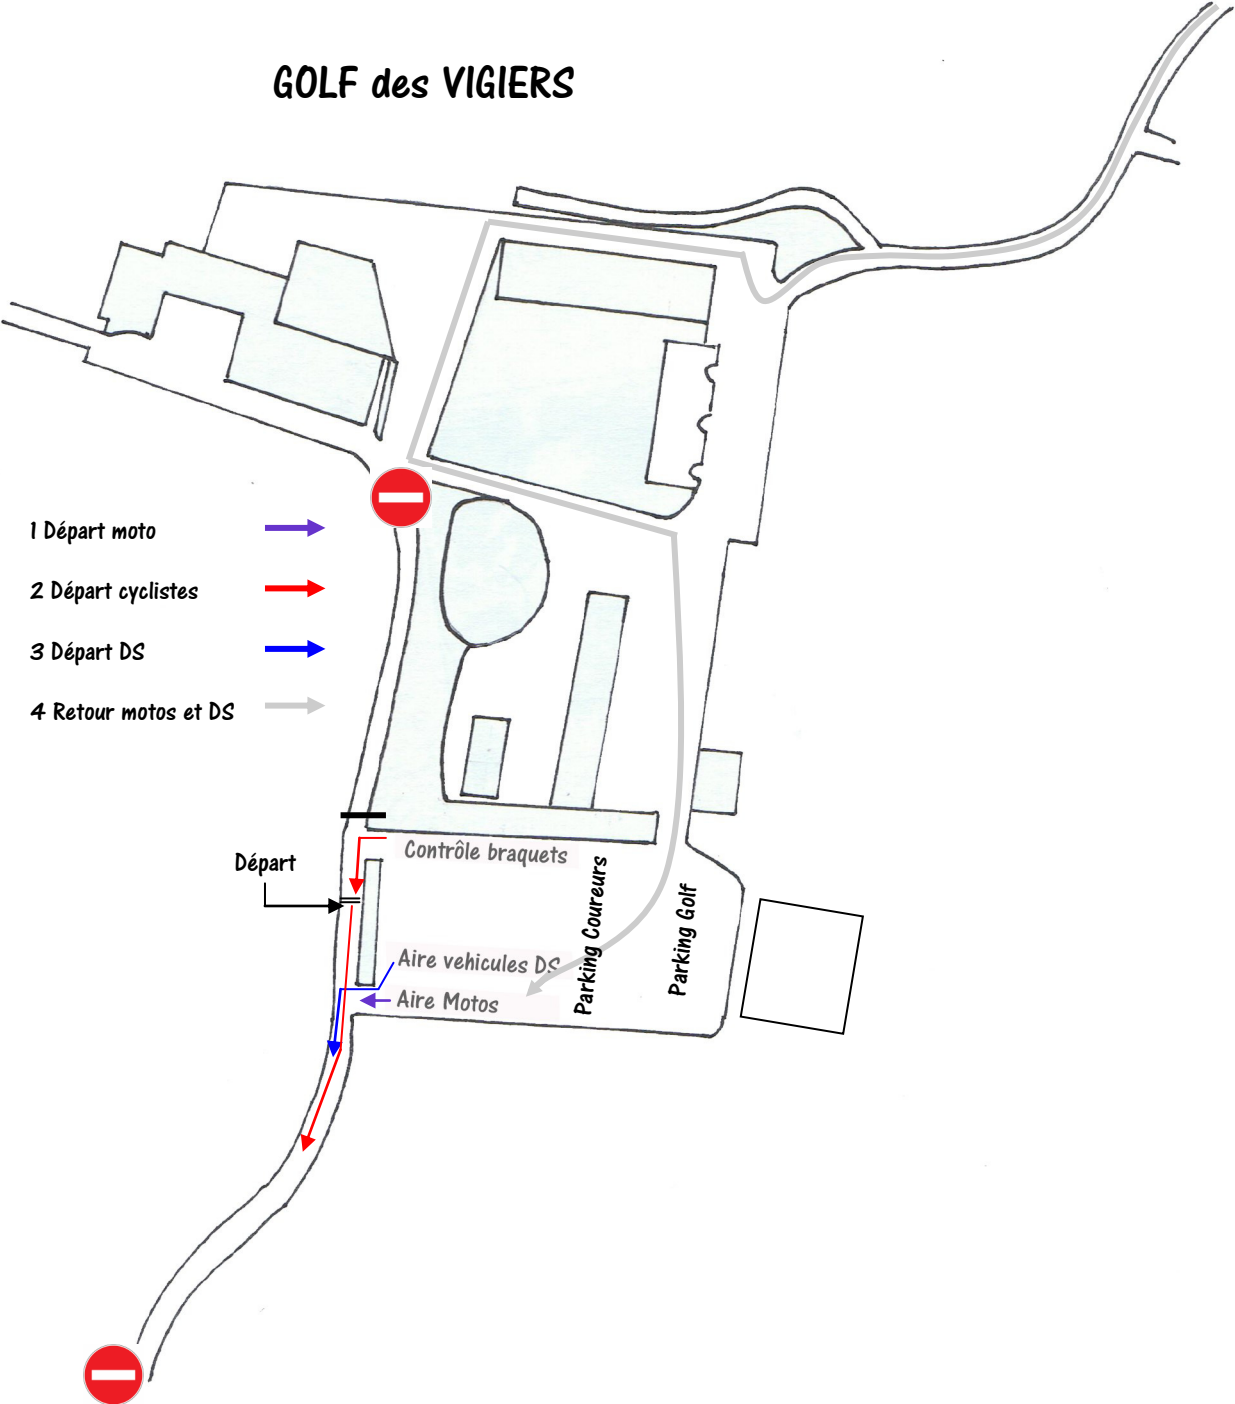 GOLF des VIGIERS
1 Départ moto
2 Départ cyclistes
3 Départ DS
4 Retour motos et DS
Contrôle braquets
Départ
Parking Coureurs
Parking Golf
Aire vehicules DS
Aire Motos